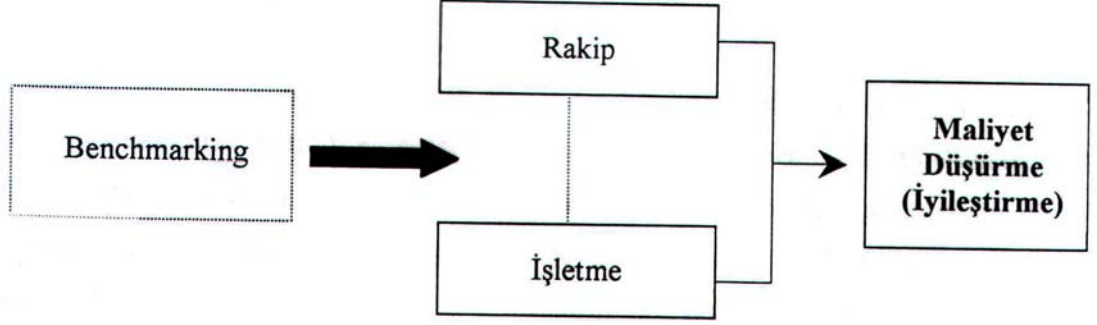 Rakip
Benchmarking
Maliyet
Düşürme
(İyileştirme)
İşletme